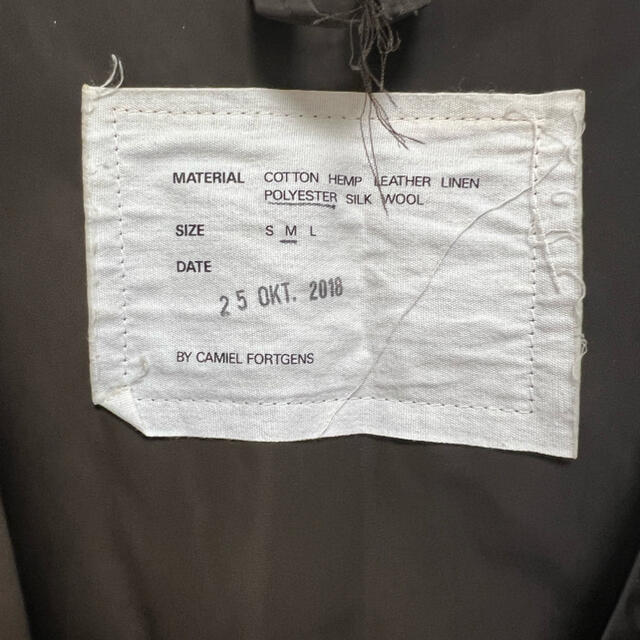 MATERIAL COTTON HEMP LEATHER LINEN
POLYESTER SILK WOOL
SIZE S M L
DATE
25 OKT. 2018
BY CAMIEL FORTGENS